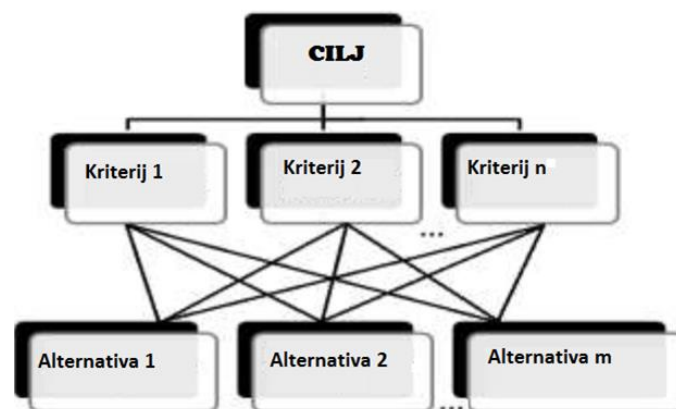 CILJ
Kriterij 1
Kriterij 2
Kriterij n
...
Alternativa 1
Alternativa 2
Alternativa m
...